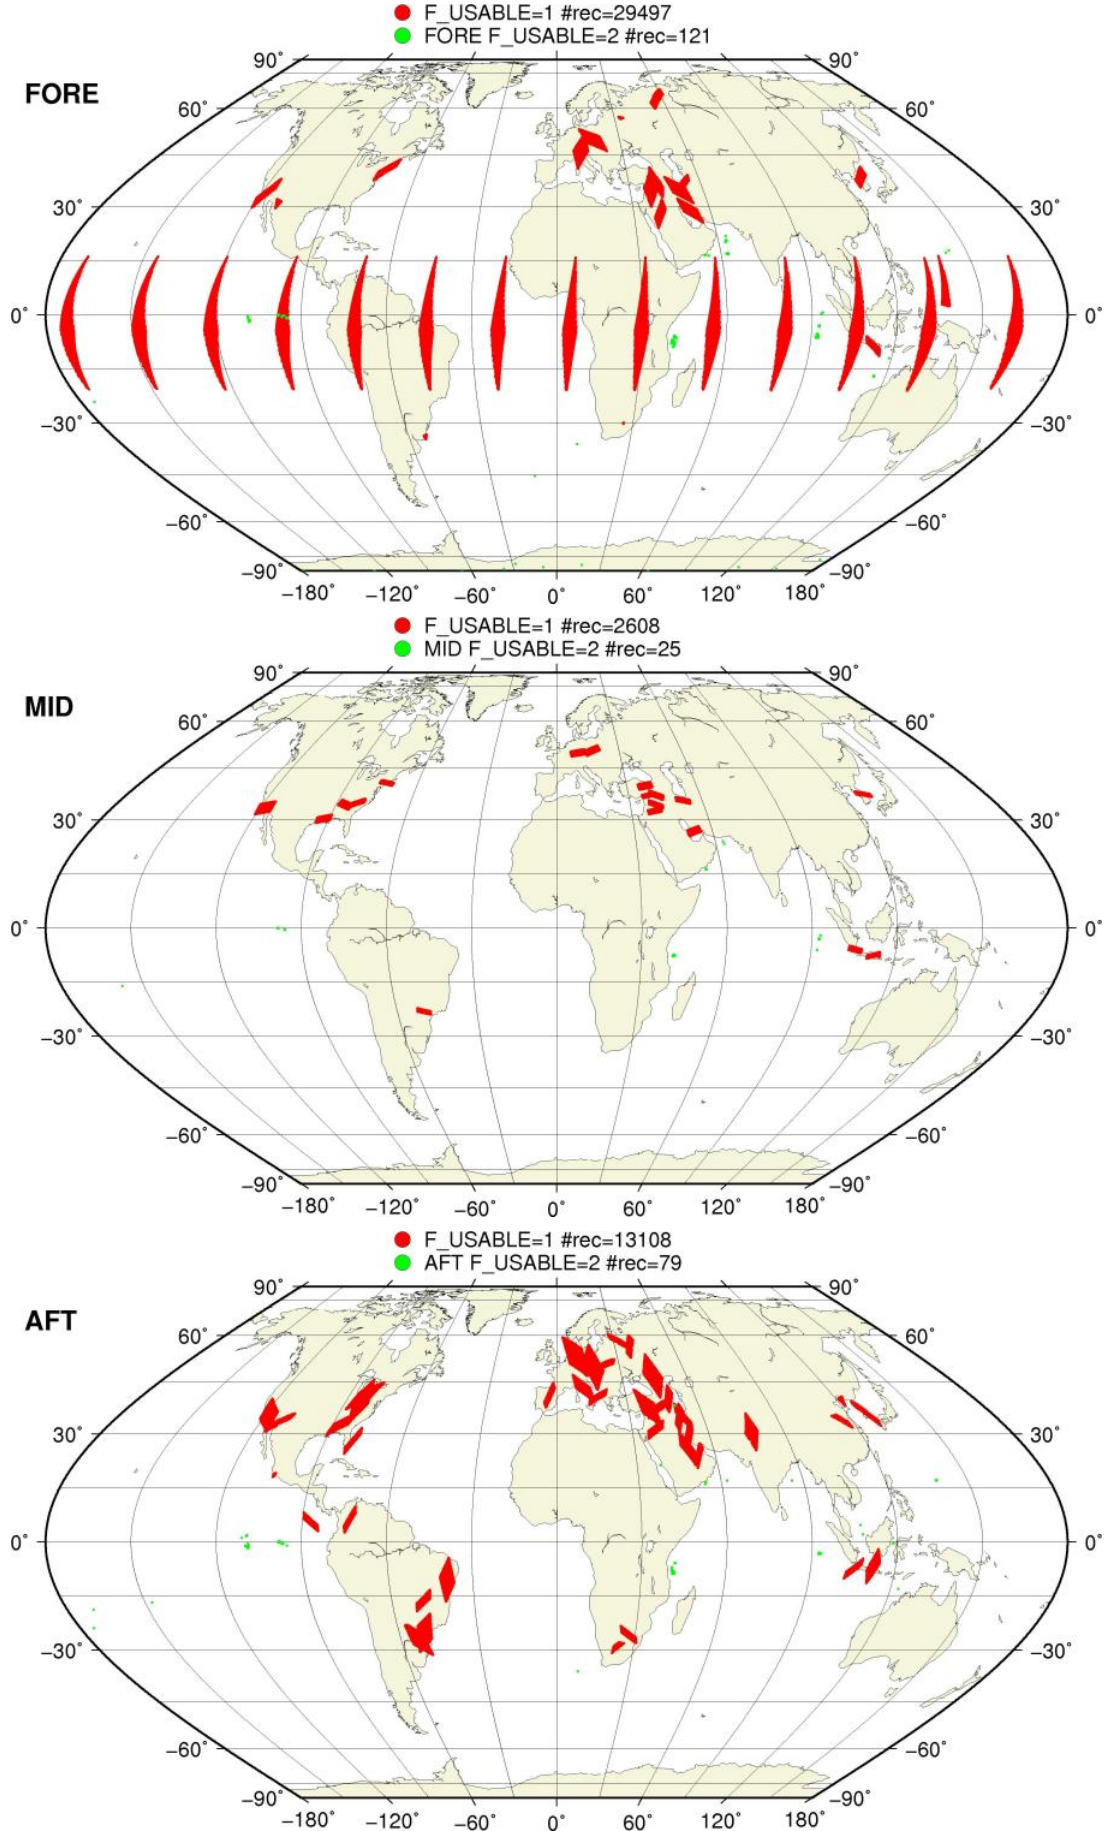 F_USABLE=1 #rec=29497
FORE F_USABLE=2 #rec=121
FORE
90˚ 90˚
60˚ 60˚
30˚ 30˚
0˚ 0˚
−30˚ −30˚
−60˚ −60˚
−90˚ −90˚
−180˚ −120˚ −60˚ 0˚ 60˚ 120˚ 180˚
F_USABLE=1 #rec=2608
MID F_USABLE=2 #rec=25
MID
90˚ 90˚
60˚ 60˚
30˚ 30˚
0˚ 0˚
−30˚ −30˚
−60˚ −60˚
−90˚ −90˚
−180˚ −120˚ −60˚ 0˚ 60˚ 120˚ 180˚
F_USABLE=1 #rec=13108
AFT F_USABLE=2 #rec=79
AFT
90˚ 90˚
60˚ 60˚
30˚ 30˚
0˚ 0˚
−30˚ −30˚
−60˚ −60˚
−90˚ −90˚
−180˚ −120˚ −60˚ 0˚ 60˚ 120˚ 180˚